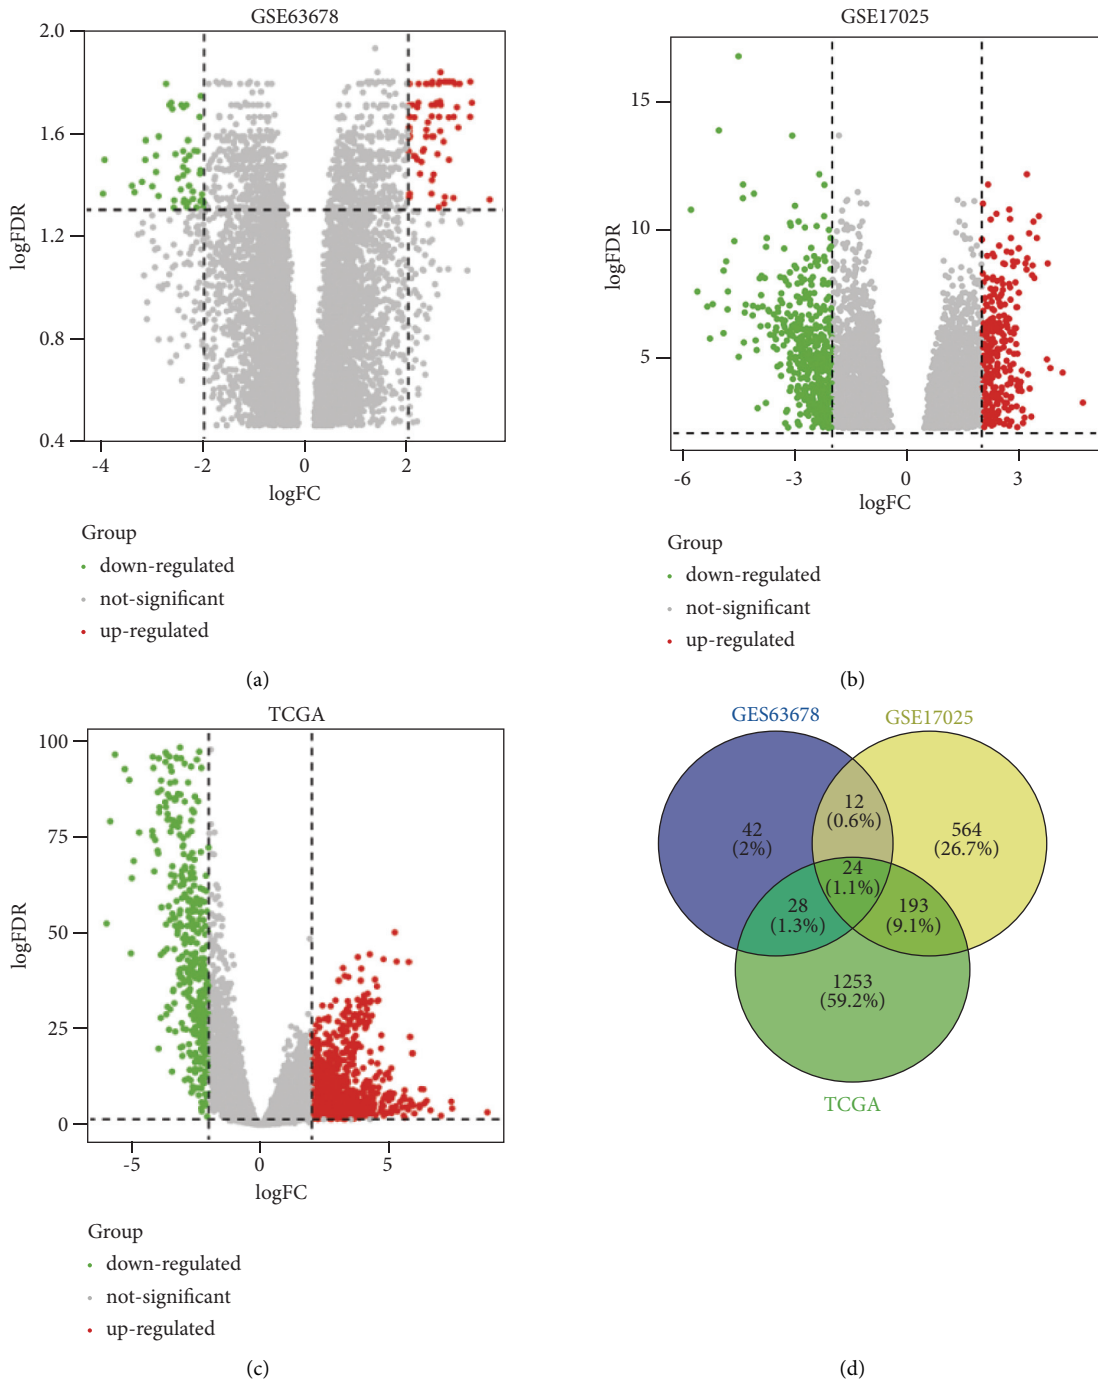 GSE63678
2.0
1.6
1.2
0.8
0.4
logFDR
-4
-2
0
2
logFC
Group
down-regulated
not-significant
up-regulated
(a)
GSE17025
15
10
5
logFDR
-6
-3
0
3
logFC
Group
down-regulated
not-significant
up-regulated
(b)
TCGA
100
75
50
25
0
logFDR
-5
0
5
logFC
Group
down-regulated
not-significant
up-regulated
(c)
GES63678
GSE17025
12
(0.6%)
42
(2%)
564
(26.7%)
24
(1.1%)
28
(1.3%)
193
(9.1%)
1253
(59.2%)
TCGA
(d)